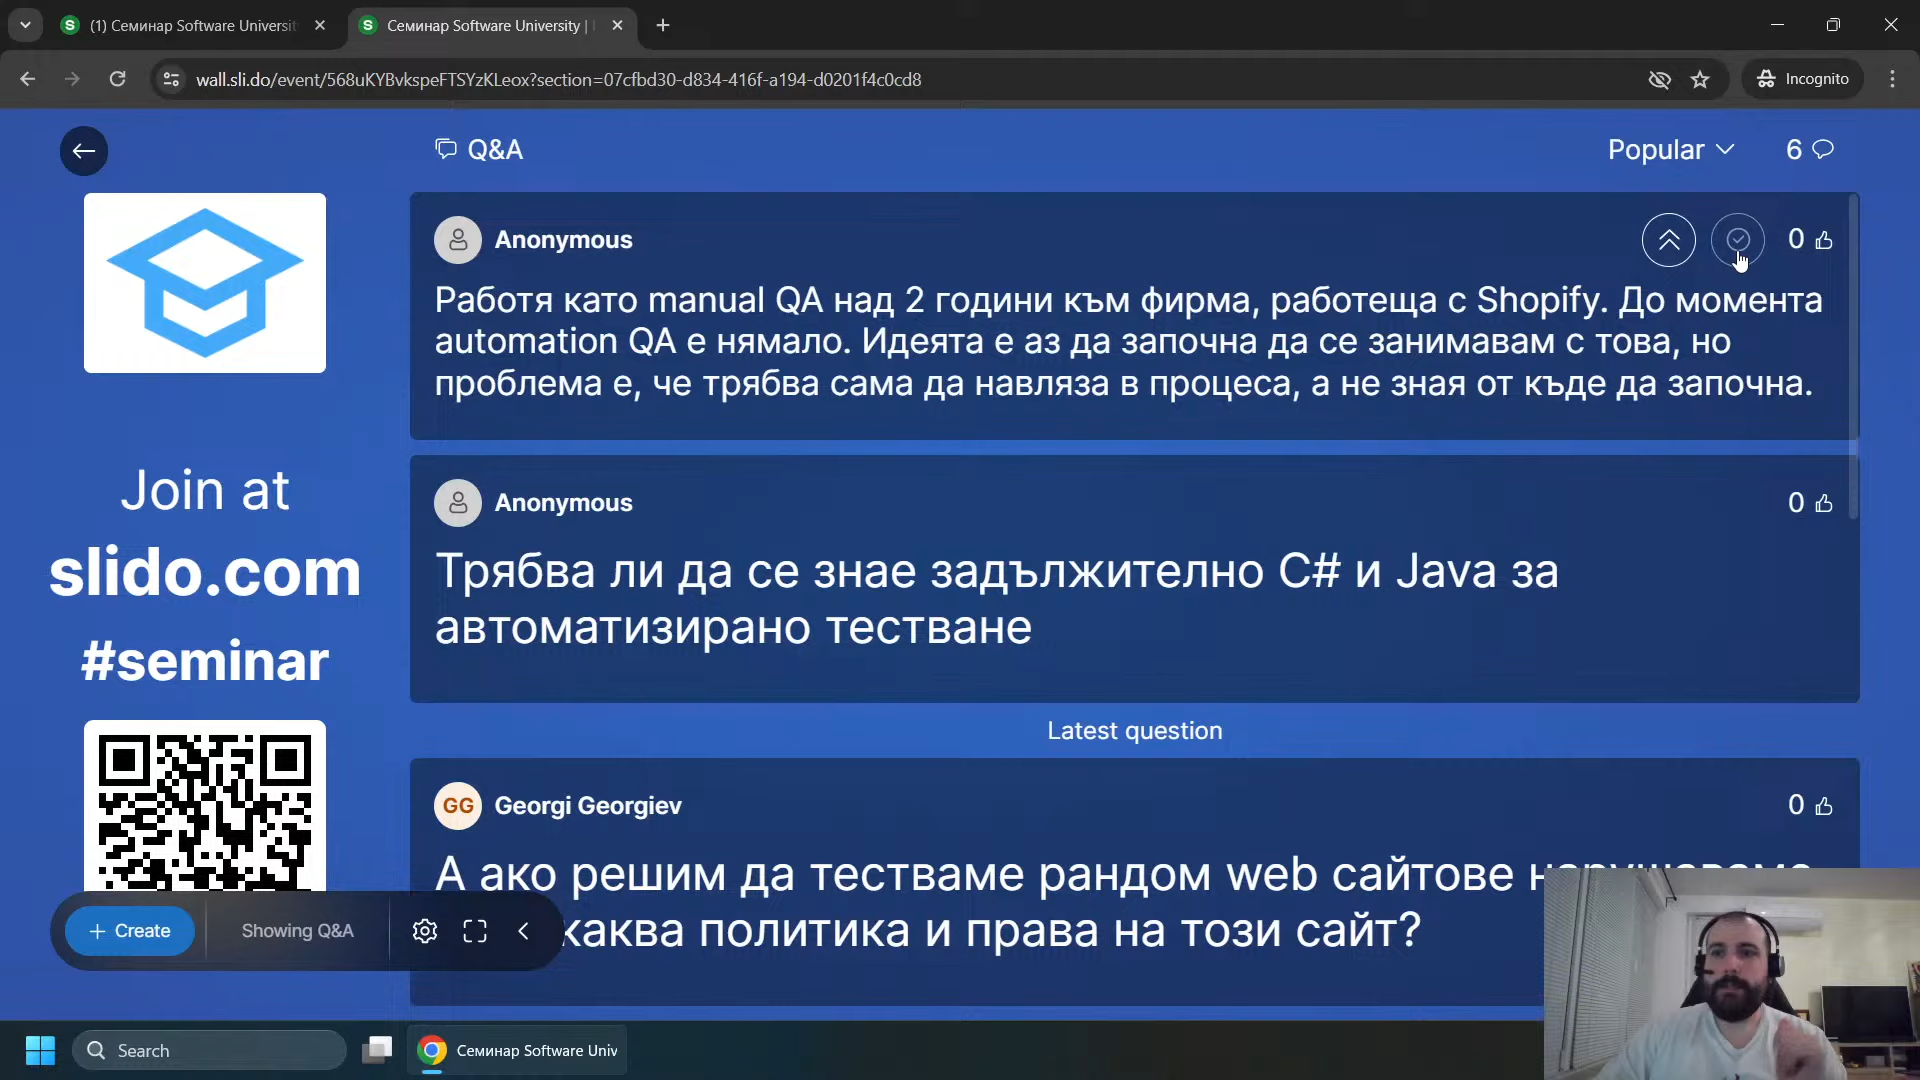 (1) Семинар Software Universit
Семинар Software University |
wall.sli.do/event/568uKYBvkspeFTSYzKLeox?section=07cfbd30-d834-416f-a194-d0201f4c0cd8
Incognito
Q&A
Popular
6
Anonymous
0
Работя като manual QA над 2 години към фирма, работеща с Shopify. До момента
automation QA е нямало. Идеята е аз да започна да се занимавам с това, но
проблема е, че трябва сама да навляза в процеса, а не зная от къде да започна.
Join at
slido.com
#seminar
Anonymous
0
Трябва ли да се знае задължително C# и Java за
автоматизирано тестване
Latest question
GG
Georgi Georgiev
0
А ако решим да тестваме рандом web сайтове
каква политика и права на този сайт?
+ Create
Showing Q&A
Search
Семинар Software Univ